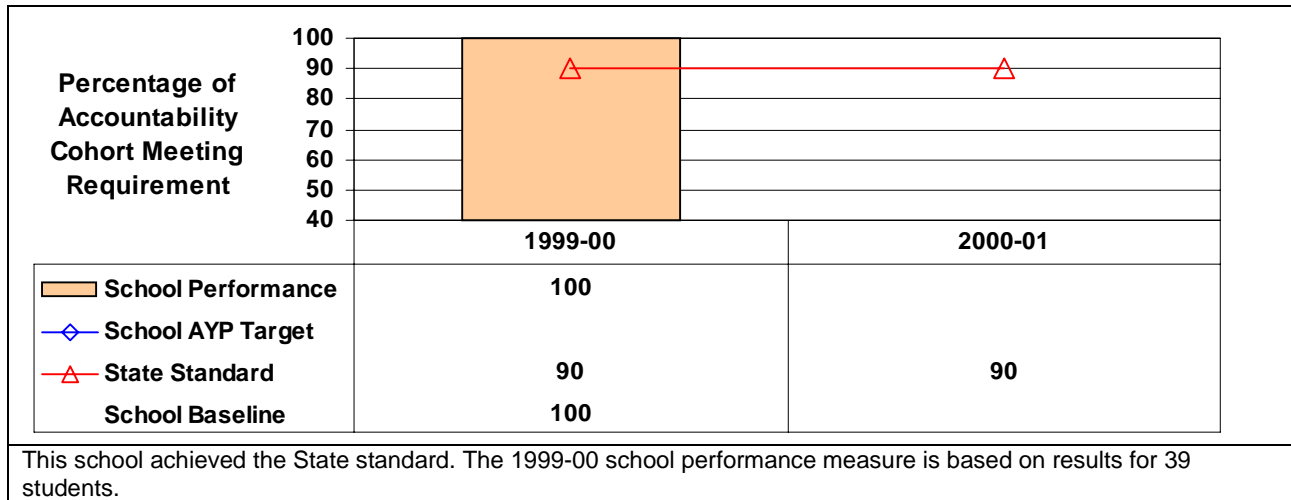 Percentage of
Accountability
Cohort Meeting
Requirement
100
90
80
70
60
50
40
1999-00 2000-01
School Performance 100
School AYP Target
State Standard 90 90
School Baseline 100
This school achieved the State standard. The 1999-00 school performance measure is based on results for 39
students.